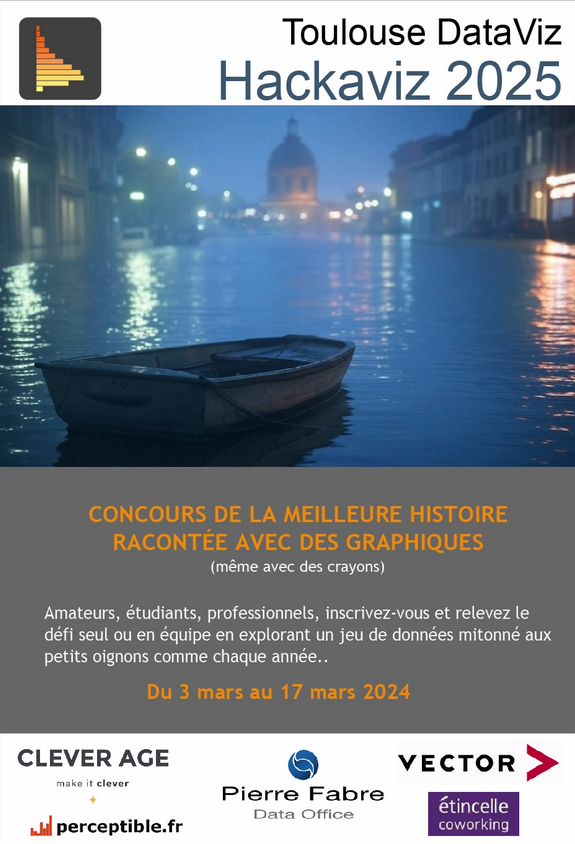 Toulouse DataViz
Hackaviz 2025
CONCOURS DE LA MEILLEURE HISTOIRE
RACONTÉE AVEC DES GRAPHIQUES
(même avec des crayons)
Amateurs, étudiants, professionnels, inscrivez-vous et relevez le
défi seul ou en équipe en explorant un jeu de données mitonné aux
petits oignons comme chaque année..
Du 3 mars au 17 mars 2024
CLEVER AGE
make it clever
perceptible.fr
Pierre Fabre
Data Office
VECTOR
étincelle
coworking